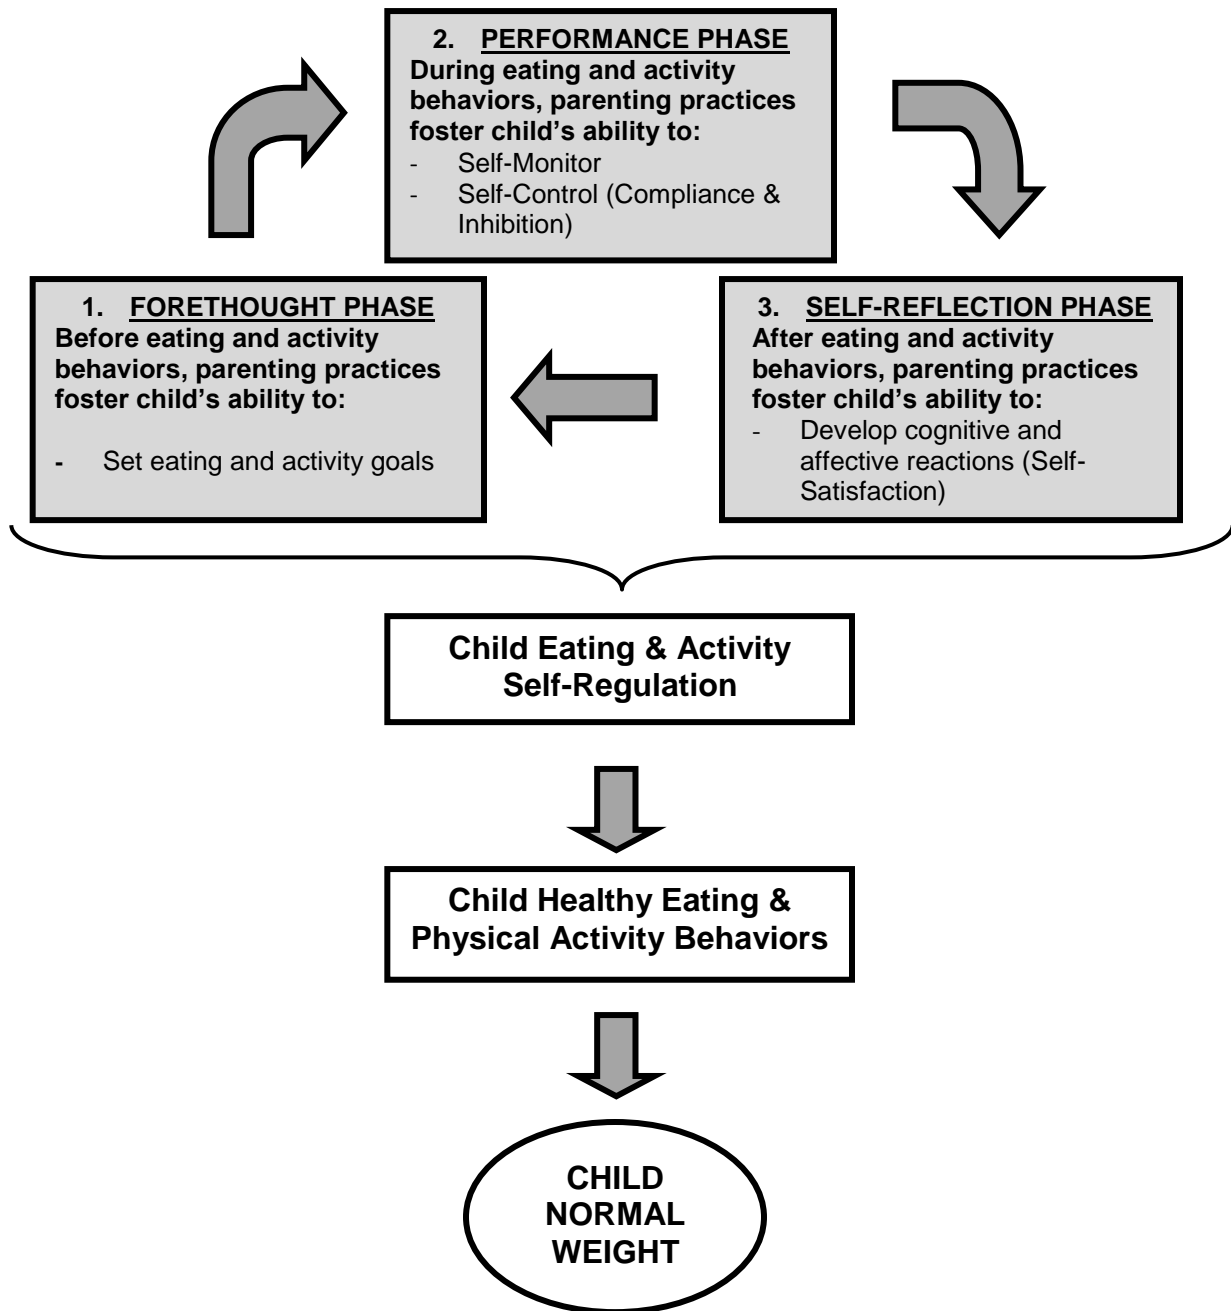 2. PERFORMANCE PHASE
During eating and activity
behaviors, parenting practices
foster child’s ability to:
- Self-Monitor
- Self-Control (Compliance &
Inhibition)
1. FORETHOUGHT PHASE
Before eating and activity
behaviors, parenting practices
foster child’s ability to:
- Set eating and activity goals
3. SELF-REFLECTION PHASE
After eating and activity
behaviors, parenting practices
foster child’s ability to:
- Develop cognitive and
affective reactions (Self-
Satisfaction)
Child Eating & Activity
Self-Regulation
Child Healthy Eating &
Physical Activity Behaviors
CHILD
NORMAL
WEIGHT